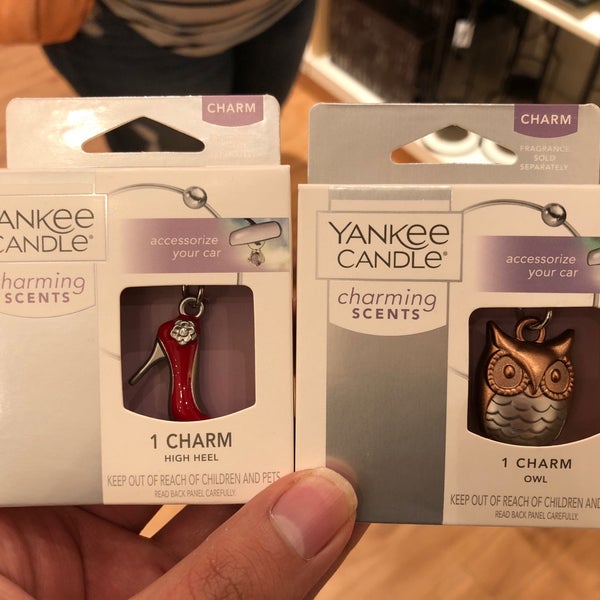 CHARM
ANKEE
CANDLE®
charming
SCENTS
accessorize
your car
1 CHARM
HIGH HEEL
KEEP OUT OF REACH OF CHILDREN AND PETS
READ BACK PANEL CAREFULLY.
CHARM
FRAGRANCE
SOLD
SEPARATELY
YANKEE
CANDLE®
charming
SCENTS
accessorize
your car
1 CHARM
OWL
KEEP OUT OF REACH OF CHILDREN AND
READ BACK PANEL CAREFULLY.